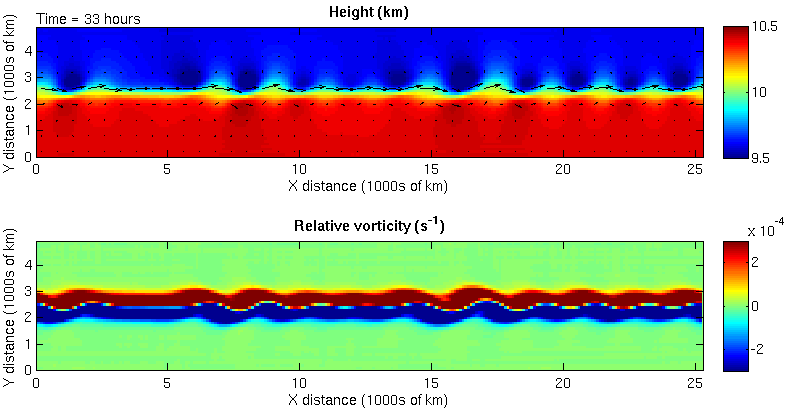 Height (km)
Time = 33 hours
Y distance (1000s of km)
4
3
2
1
0
0 5 10 15 20 25
X distance (1000s of km)
10.5
10
9.5
Relative vorticity (s⁻¹)
x 10⁻⁴
Y distance (1000s of km)
4
3
2
1
0
0 5 10 15 20 25
X distance (1000s of km)
2
0
-2